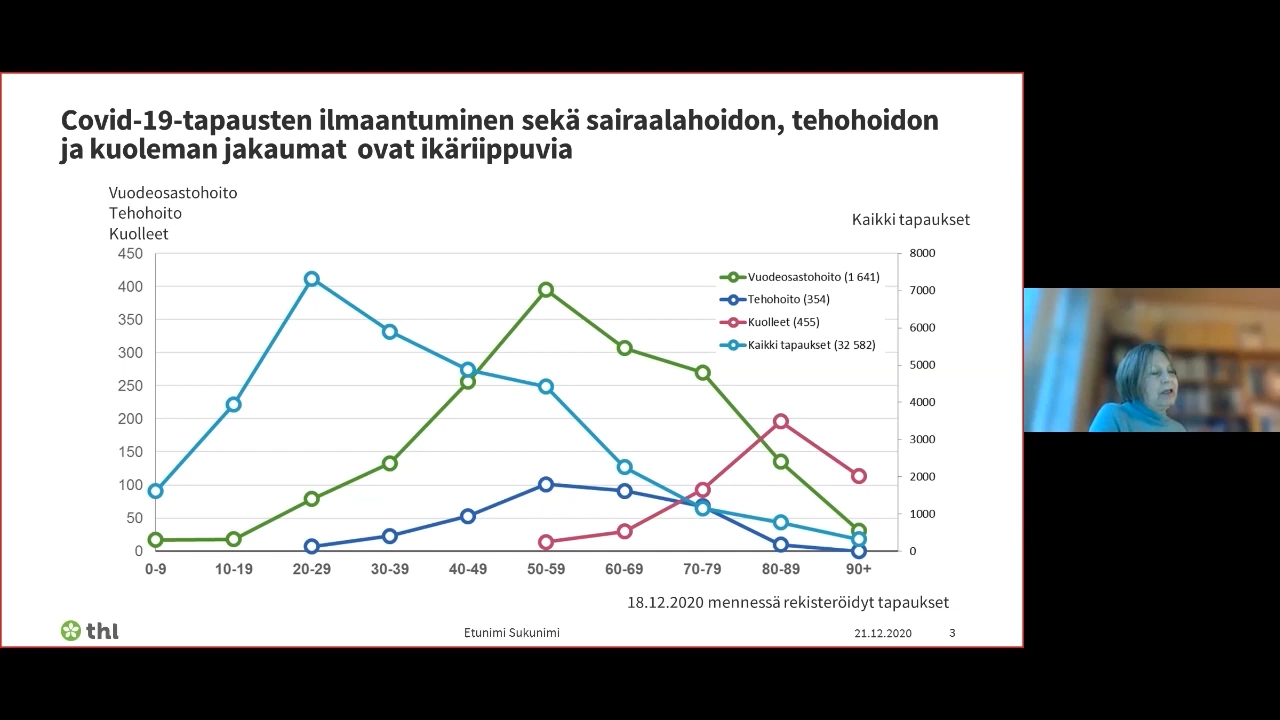 Covid-19-tapausten ilmaantuminen sekä sairaalahoidon, tehohoidon
ja kuoleman jakaumat ovat ikäriippuvia
Vuodeosastohoito
Tehohoito
Kuolleet
Kaikki tapaukset
450
400
350
300
250
200
150
100
50
0
8000
7000
6000
5000
4000
3000
2000
1000
0
Vuodeosastohoito (1 641)
Tehohoito (354)
Kuolleet (455)
Kaikki tapaukset (32 582)
0-9 10-19 20-29 30-39 40-49 50-59 60-69 70-79 80-89 90+
18.12.2020 mennessä rekisteröidyt tapaukset
thl
Etunimi Sukunimi
21.12.2020
3